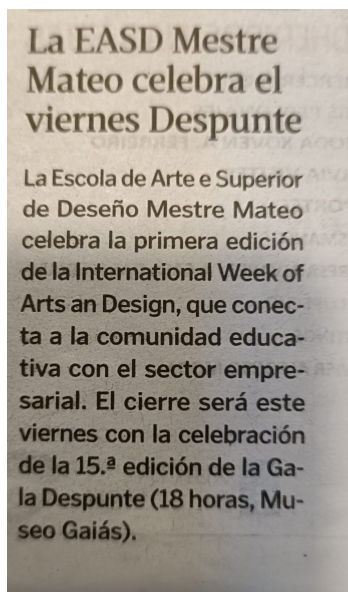 La EASD Mestre
Mateo celebra el
viernes Despunte
La Escola de Arte e Superior
de Deseño Mestre Mateo
celebra la primera edición
de la International Week of
Arts an Design, que conec-
ta a la comunidad educa-
tiva con el sector empre-
sarial. El cierre será este
viernes con la celebración
de la 15.ª edición de la Ga-
la Despunte (18 horas, Mu-
seo Gaiás).